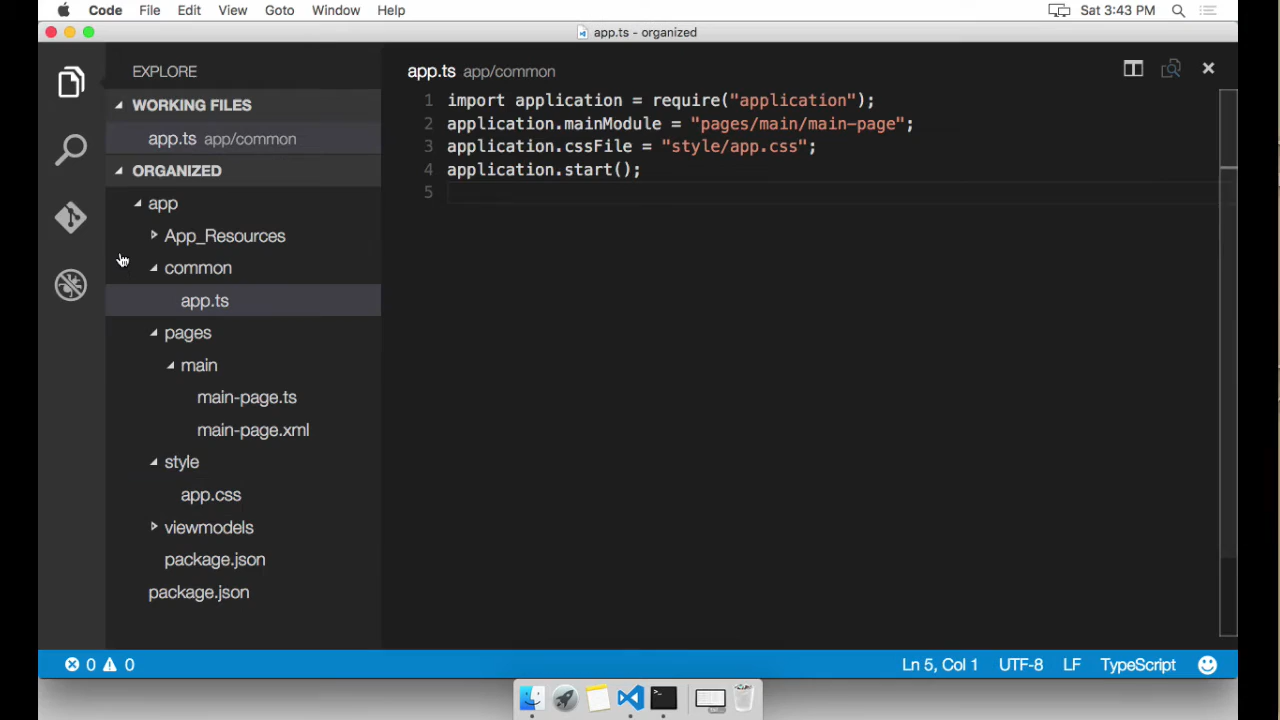 Code File Edit View Goto Window Help Sat 3:43 PM
app.ts - organized
EXPLORE
WORKING FILES
app.ts app/common
ORGANIZED
app
App_Resources
common
app.ts
pages
main
main-page.ts
main-page.xml
style
app.css
viewmodels
package.json
package.json
app.ts app/common
1 import application = require("application");
2 application.mainModule = "pages/main/main-page";
3 application.cssFile = "style/app.css";
4 application.start();
5
0 0 Ln 5, Col 1 UTF-8 LF TypeScript